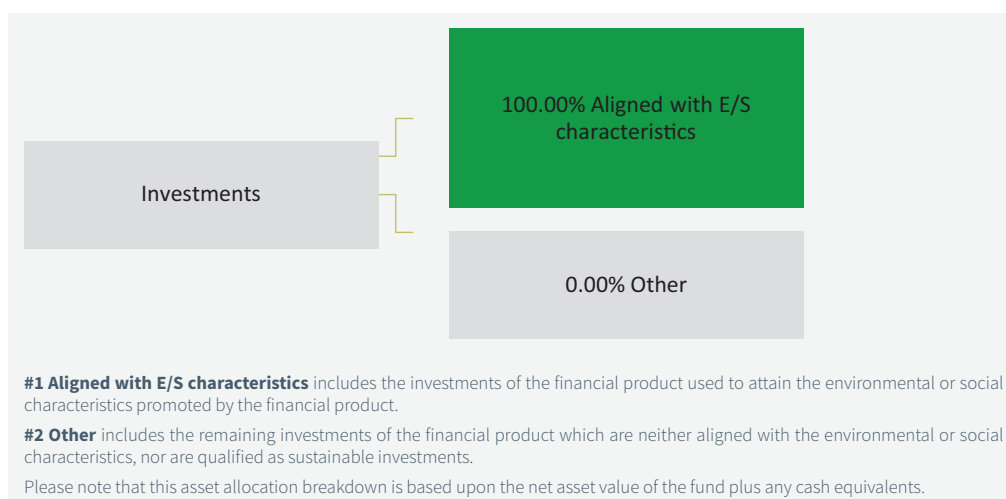 100.00% Aligned with E/S
characteristics
Investments
0.00% Other
#1 Aligned with E/S characteristics includes the investments of the financial product used to attain the environmental or social
characteristics promoted by the financial product.
#2 Other includes the remaining investments of the financial product which are neither aligned with the environmental or social
characteristics, nor are qualified as sustainable investments.
Please note that this asset allocation breakdown is based upon the net asset value of the fund plus any cash equivalents.